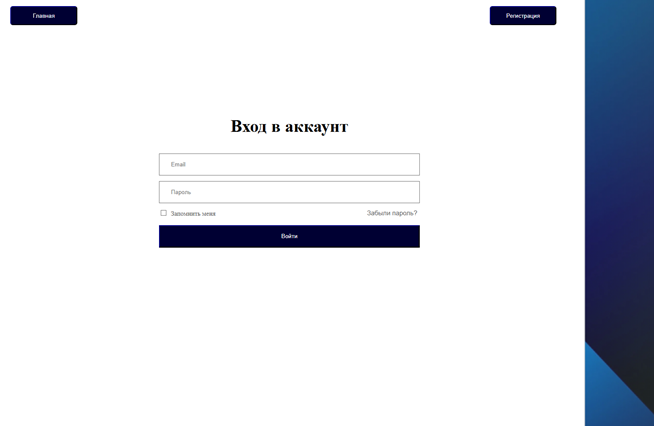 Главная
Регистрация
Вход в аккаунт
Email
Пароль
Запомнить меня
Забыли пароль?
Войти